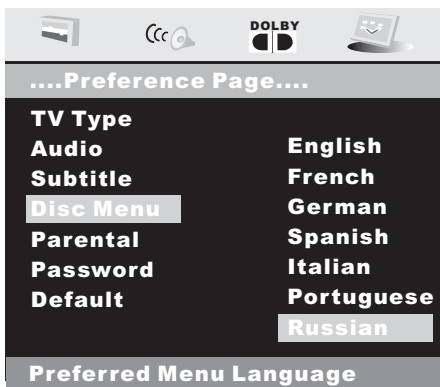 DOLBY
....Preference Page....
TV Type
Audio
Subtitle
Disc Menu
Parental
Password
Default
English
French
German
Spanish
Italian
Portuguese
Russian
Preferred Menu Language